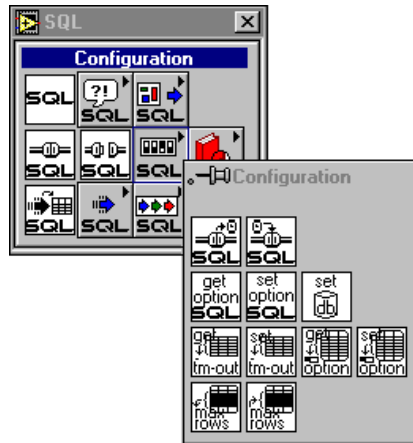 SQL
Configuration
SQL ?! SQL SQL
SQL SQL SQL
SQL SQL SQL
Configuration
SQL SQL
get option SQL set option SQL set db
get tm-out set tm-out get option set option
max rows max rows